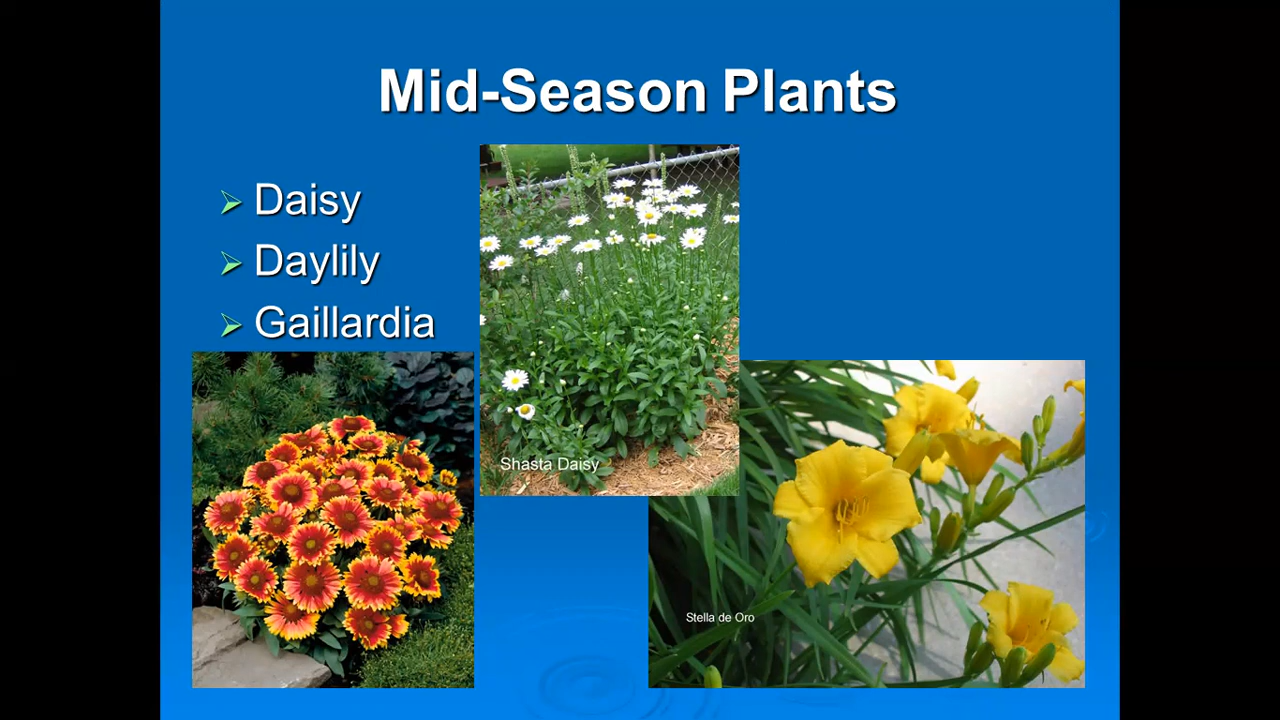 Mid-Season Plants
Daisy
Daylily
Gaillardia
Shasta Daisy
Stella de Oro